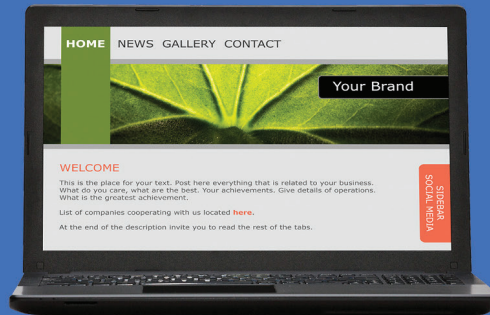 HOME NEWS GALLERY CONTACT
Your Brand
WELCOME
This is the place for your text. Post here everything that is related to your business.
What do you care, what are the best. Your achievements. Give details of operations.
What is the greatest achievement.
List of companies cooperating with us located here.
At the end of the description invite you to read the rest of the tabs.
SIDEBAR
SOCIAL MEDIA